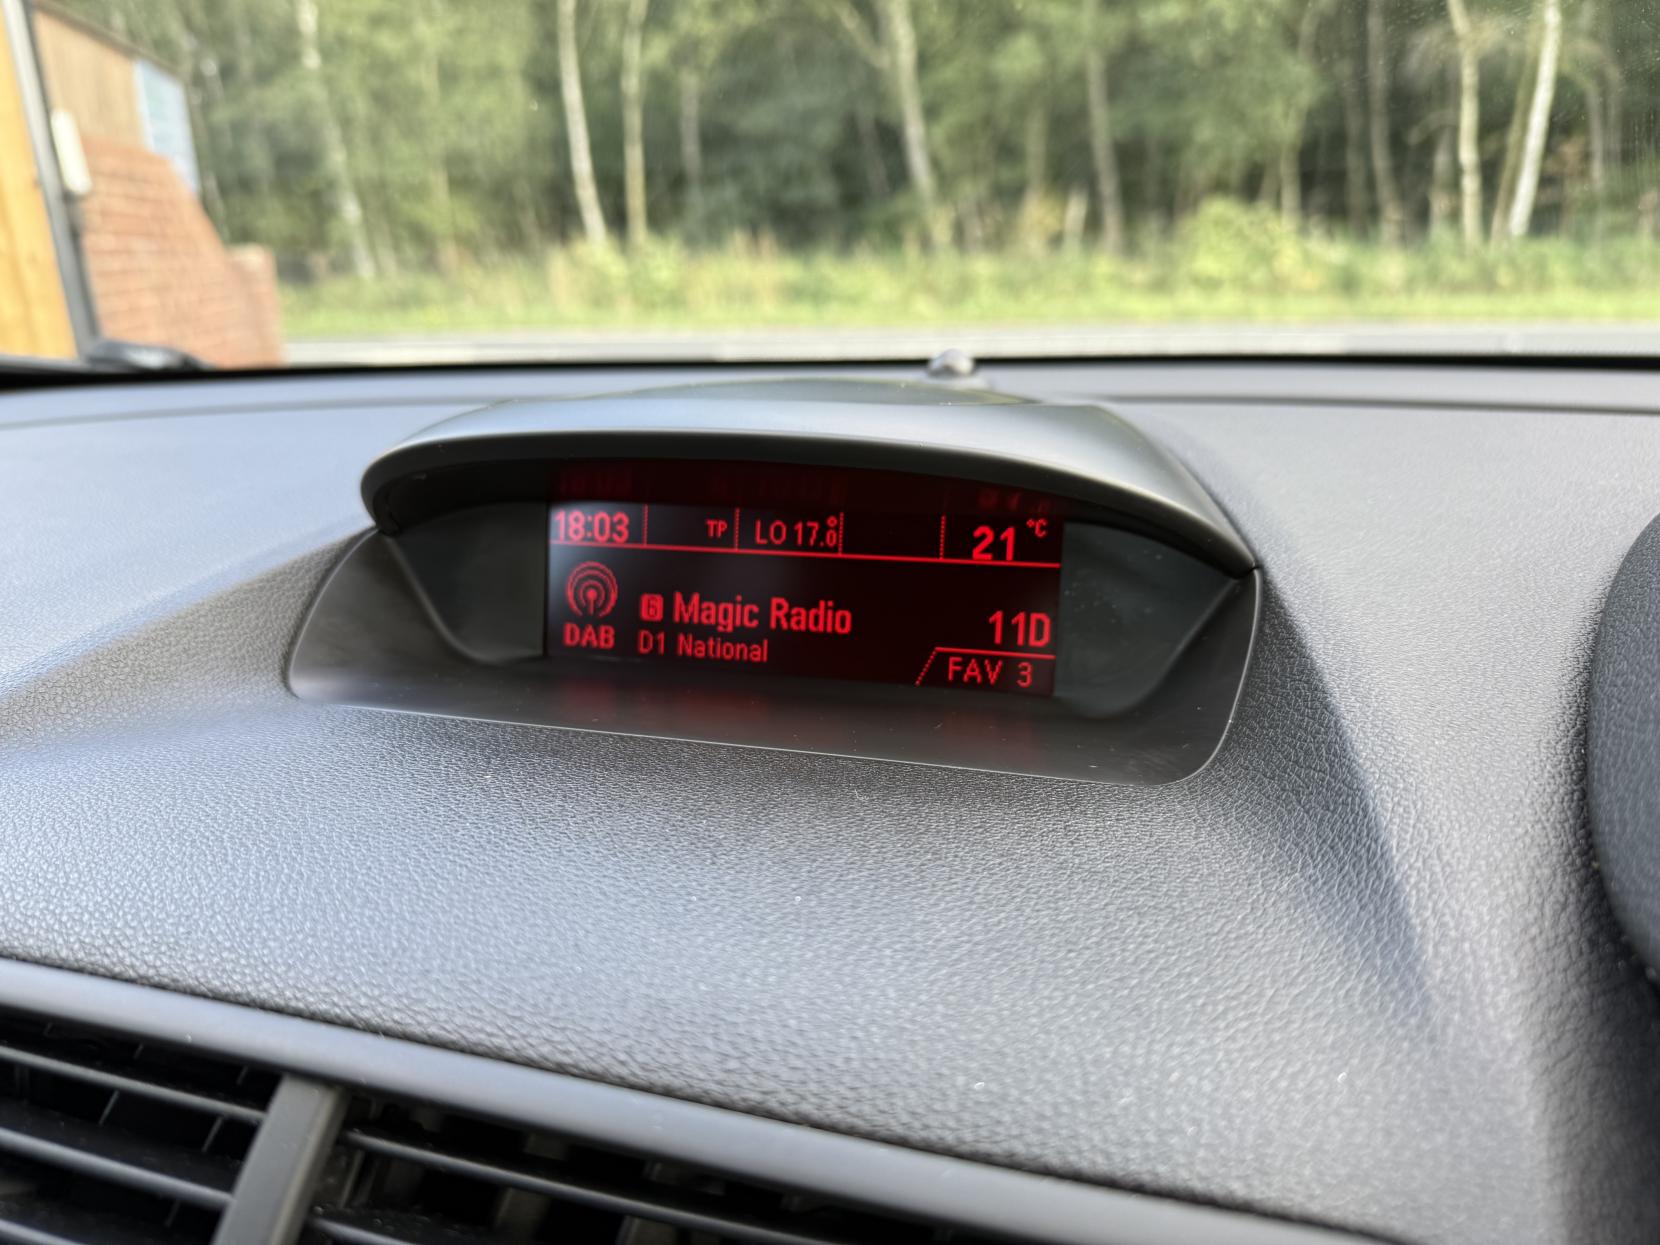 18:03 TP LO 17.0° 21 °C
6 Magic Radio 11D
DAB D1 National
FAV 3